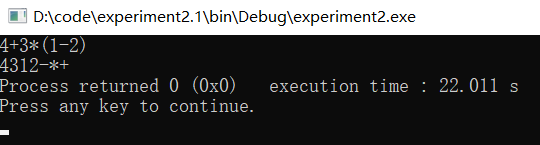 D:\code\experiment2.1\bin\Debug\experiment2.exe
4+3*(1-2)
4312-*+
Process returned 0 (0x0)   execution time : 22.011 s
Press any key to continue.